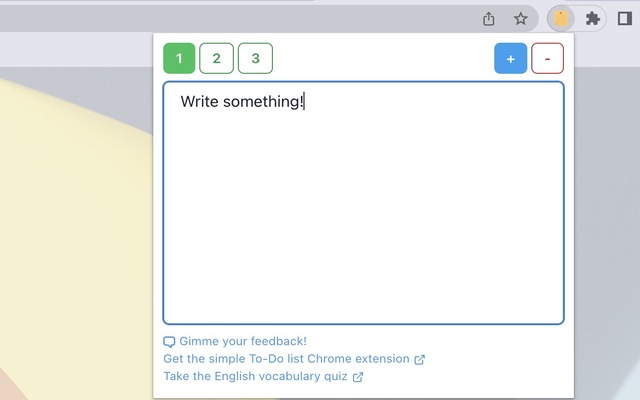 1 2 3 + -
Write something!
Gimme your feedback!
Get the simple To-Do list Chrome extension
Take the English vocabulary quiz